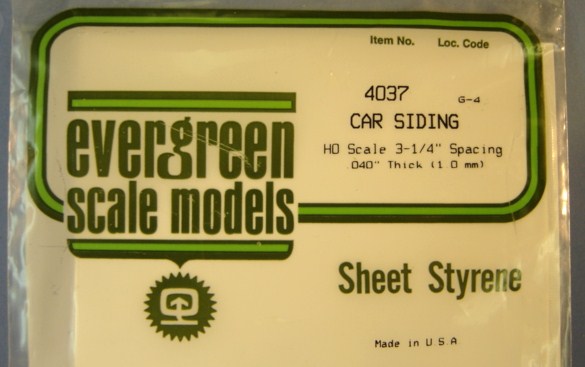 Item No. Loc. Code
4037 G-4
CAR SIDING
HO Scale 3-1/4" Spacing
.040" Thick (1.0 mm)
evergreen
scale models
Sheet Styrene
Made in U S A